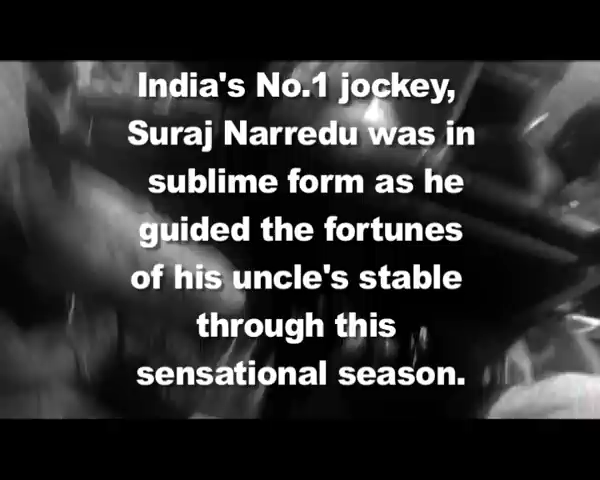 India's No.1 jockey,
Suraj Narredu was in
sublime form as he
guided the fortunes
of his uncle's stable
through this
sensational season.